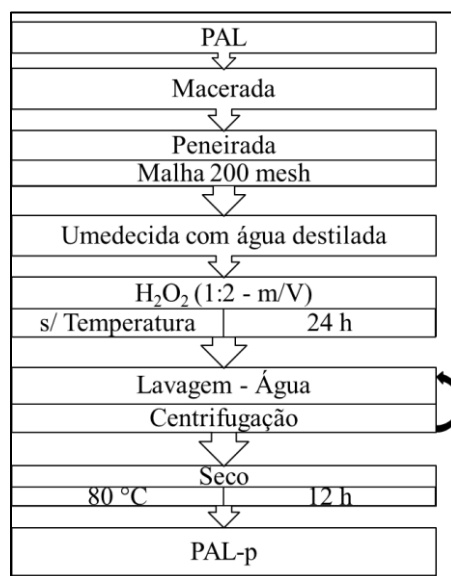 PAL
Macerada
Peneirada
Malha 200 mesh
Umedecida com água destilada
H₂O₂ (1:2 - m/V)
s/ Temperatura 24 h
Lavagem - Água
Centrifugação
Seco
80 °C 12 h
PAL-p